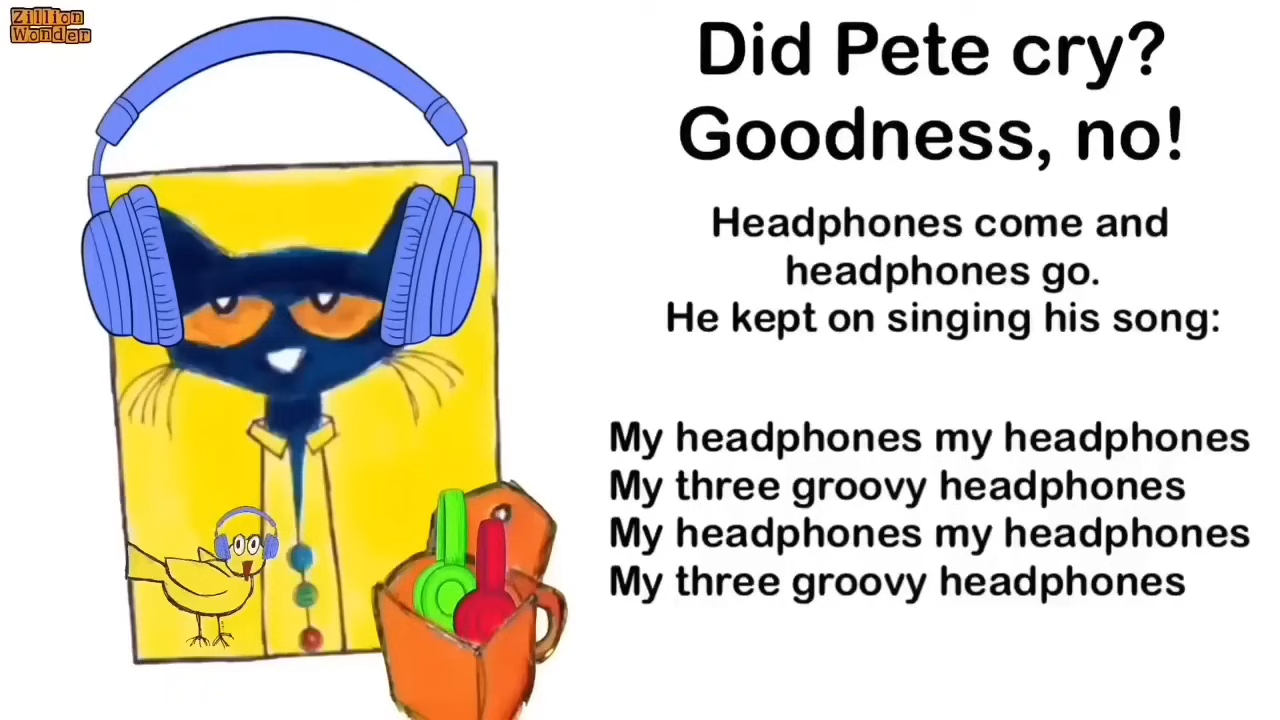 Zillion
Wonder
Did Pete cry?
Goodness, no!
Headphones come and
headphones go.
He kept on singing his song:
My headphones my headphones
My three groovy headphones
My headphones my headphones
My three groovy headphones